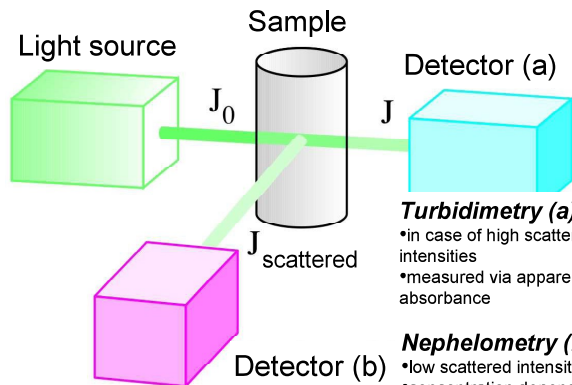 Sample
Light source
Detector (a)
J₀
J
Turbidimetry (a)
•in case of high scatte
intensities
•measured via appare
absorbance
J scattered
Nephelometry (
Detector (b)
•low scattered intensit